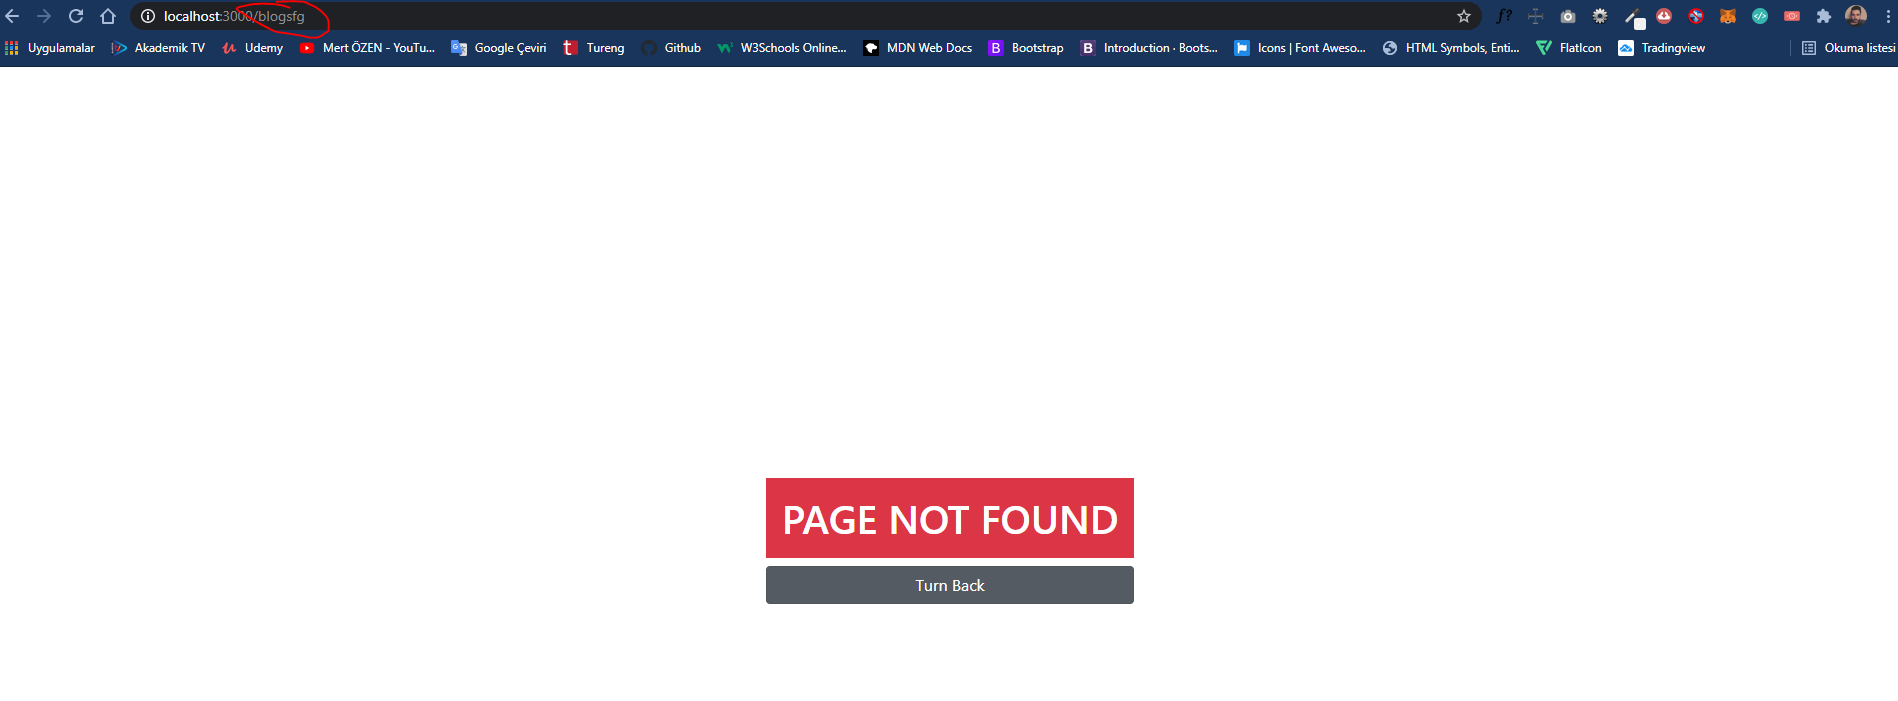 localhost:3000/blogsfg
f?
Uygulamalar Akademik TV Udemy Mert ÖZEN - YouTu... Google Çeviri Tureng Github W3Schools Online... MDN Web Docs B Bootstrap B Introduction · Boots... Icons | Font Aweso... HTML Symbols, Enti... FlatIcon Tradingview Okuma listesi
PAGE NOT FOUND
Turn Back